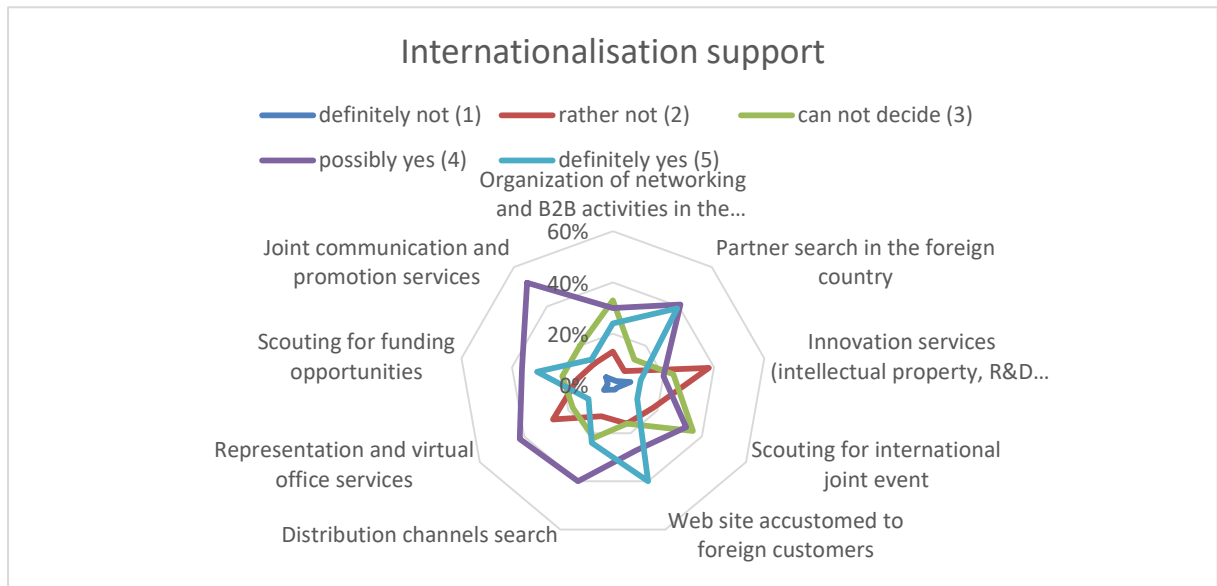 Internationalisation support
definitely not (1)
rather not (2)
can not decide (3)
possibly yes (4)
definitely yes (5)
Organization of networking
and B2B activities in the…
60%
40%
20%
0%
Partner search in the foreign
country
Innovation services
(intellectual property, R&D…
Scouting for international
joint event
Web site accustomed to
foreign customers
Distribution channels search
Representation and virtual
office services
Scouting for funding
opportunities
Joint communication and
promotion services